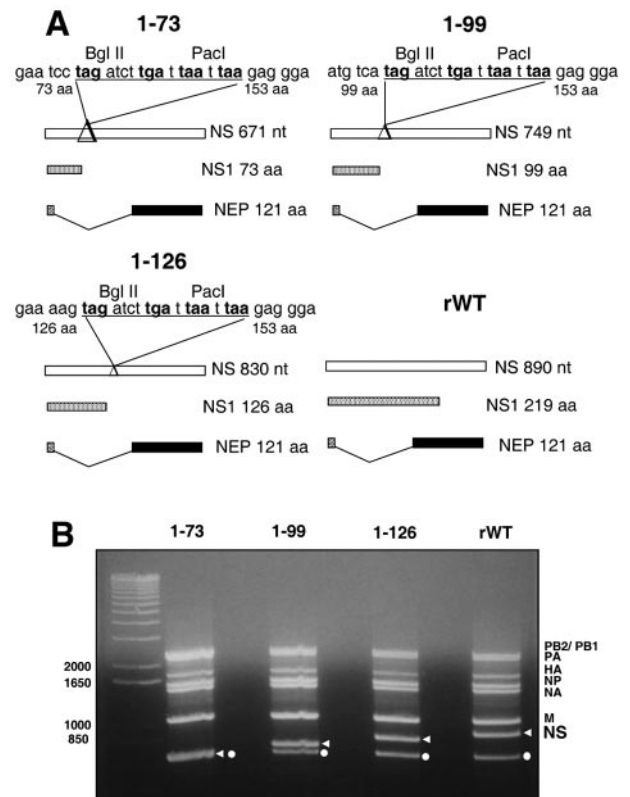 A
1-73
Bgl II PacI
gaa tcc tag atct tga t taa t taa gag gga
73 aa 153 aa
NS 671 nt
NS1 73 aa
NEP 121 aa
1-99
Bgl II PacI
atg tca tag atct tga t taa t taa gag gga
99 aa 153 aa
NS 749 nt
NS1 99 aa
NEP 121 aa
1-126
Bgl II PacI
gaa aag tag atct tga t taa t taa gag gga
126 aa 153 aa
NS 830 nt
NS1 126 aa
NEP 121 aa
rWT
NS 890 nt
NS1 219 aa
NEP 121 aa
B
1-73 1-99 1-126 rWT
2000
1650
1000
850
PB2/ PB1
PA
HA
NP
NA
M
NS